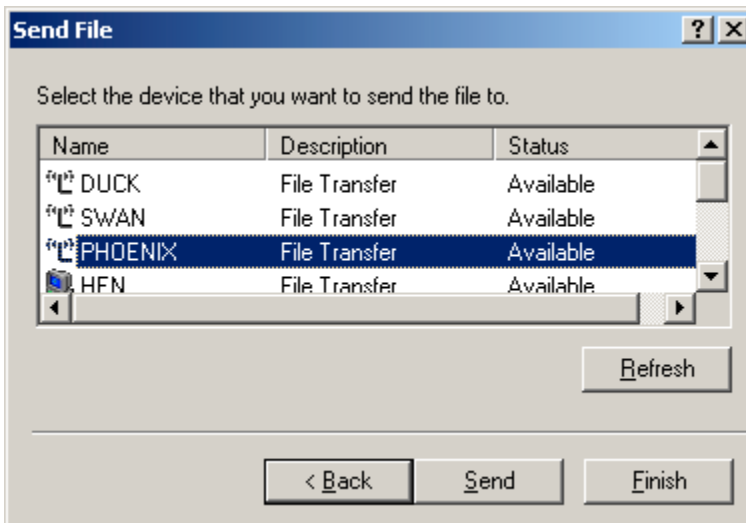 Send File
Select the device that you want to send the file to.
Name Description Status
DUCK File Transfer Available
SWAN File Transfer Available
PHOENIX File Transfer Available
HEN File Transfer Available
Refresh
< Back Send Finish